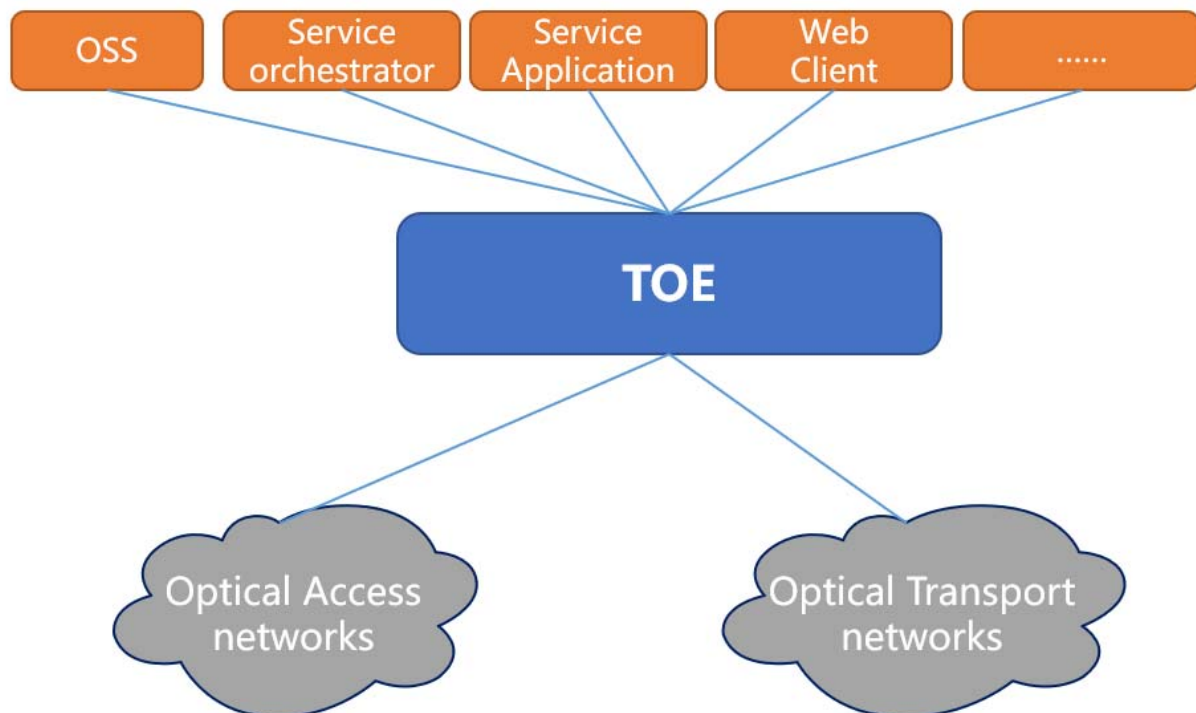 OSS
Service
orchestrator
Service
Application
Web
Client
......
TOE
Optical Access
networks
Optical Transport
networks